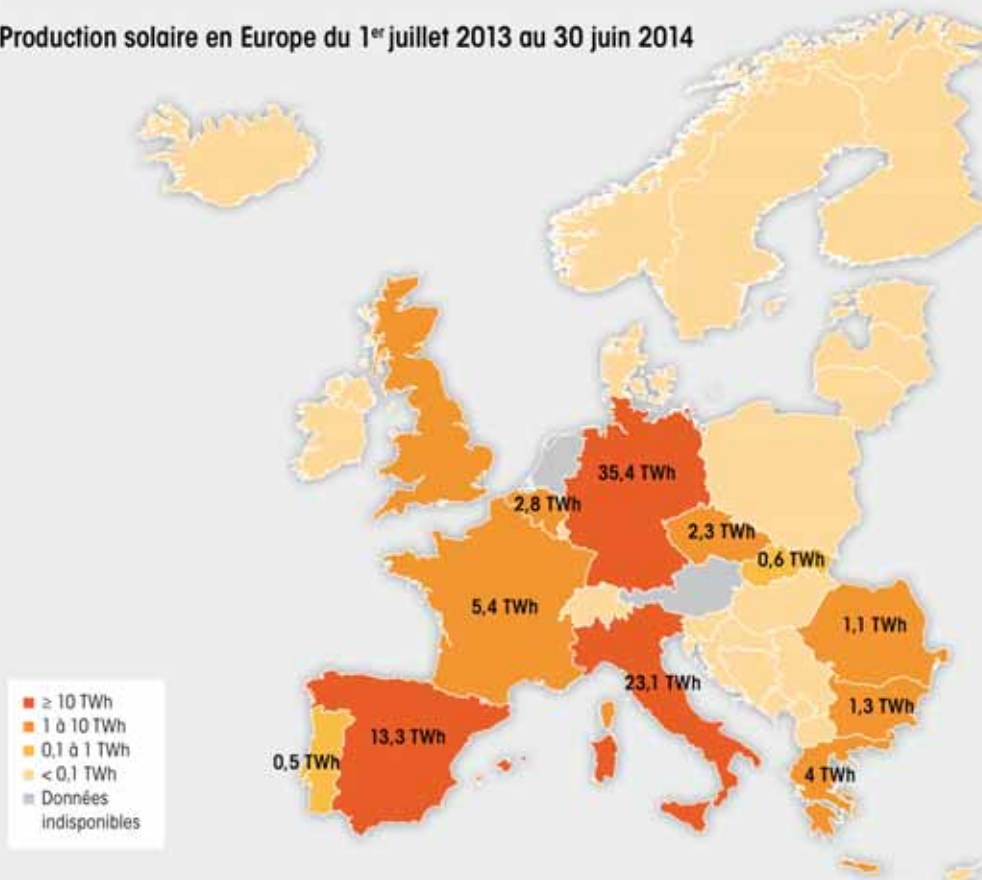 Production solaire en Europe du 1er juillet 2013 au 30 juin 2014
35,4 TWh
2,8 TWh
2,3 TWh
0,6 TWh
5,4 TWh
1,1 TWh
23,1 TWh
1,3 TWh
13,3 TWh
0,5 TWh
4 TWh
≥ 10 TWh
1 à 10 TWh
0,1 à 1 TWh
< 0,1 TWh
Données
indisponibles